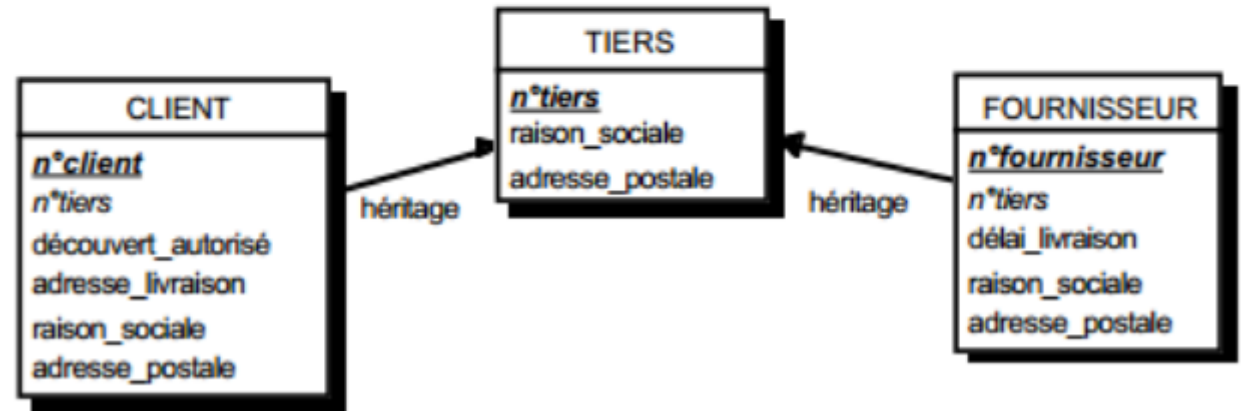 CLIENT
n°client
n°tiers
découvert_autorisé
adresse_livraison
raison_sociale
adresse_postale
héritage
TIERS
n°tiers
raison_sociale
adresse_postale
héritage
FOURNISSEUR
n°fournisseur
n°tiers
délai_livraison
raison_sociale
adresse_postale